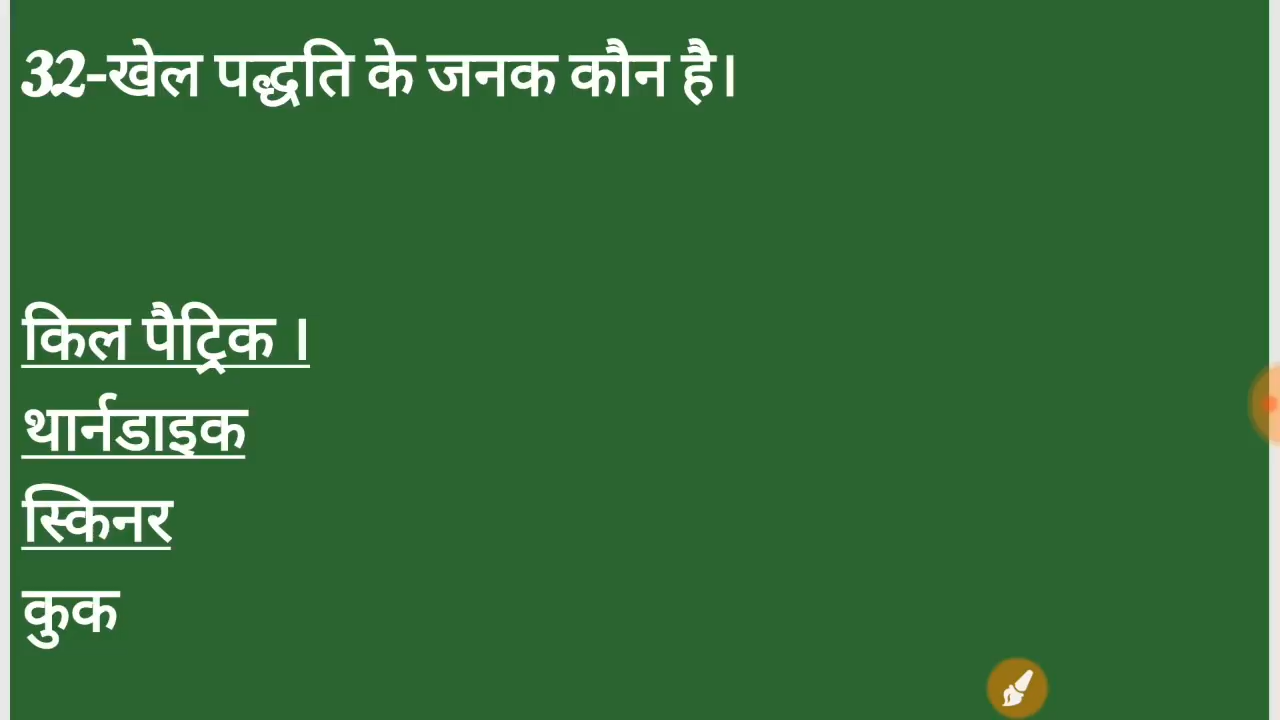 32-खेल पद्धति के जनक कौन है।
किल पैट्रिक ।
थार्नडाइक
स्किनर
कुक